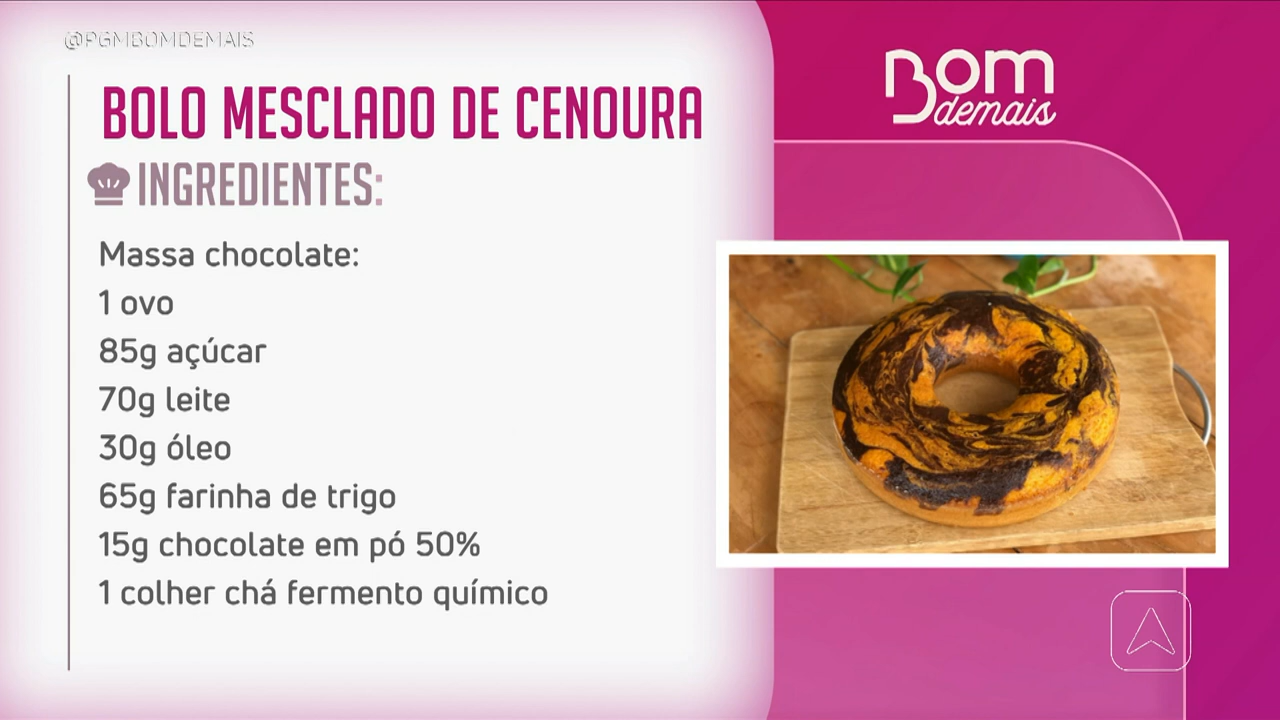 @PGMBOMDEMAIS
BOLO MESCLADO DE CENOURA
INGREDIENTES:
Massa chocolate:
1 ovo
85g açúcar
70g leite
30g óleo
65g farinha de trigo
15g chocolate em pó 50%
1 colher chá fermento químico
Bom
demais